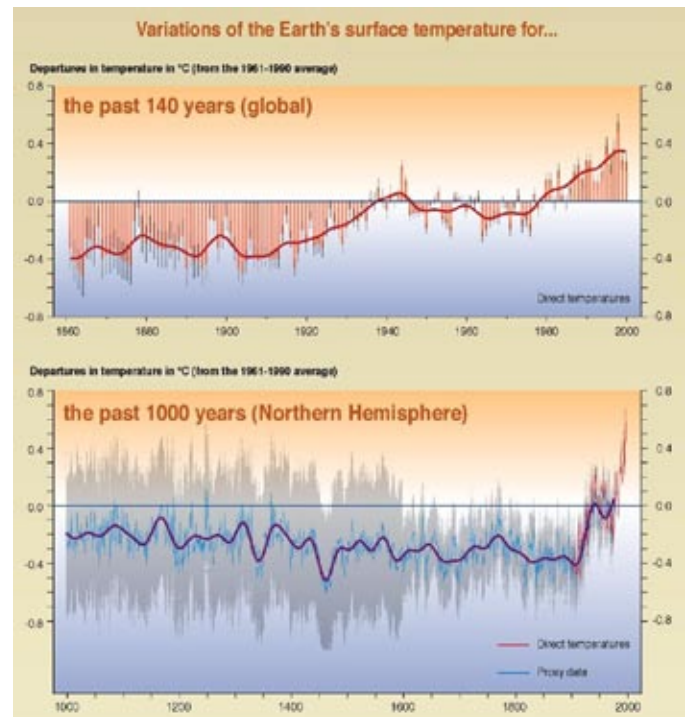 Variations of the Earth's surface temperature for...
Departures in temperature in °C (from the 1961-1990 average)
the past 140 years (global)
0.8 0.8
0.4 0.4
0.0 0.0
-0.4 -0.4
-0.8 -0.8
Direct temperatures
1860 1880 1900 1920 1940 1960 1980 2000
Departures in temperature in °C (from the 1961-1990 average)
the past 1000 years (Northern Hemisphere)
0.8 0.8
0.4 0.4
0.0 0.0
-0.4 -0.4
-0.8 -0.8
Direct temperatures
Proxy data
1000 1200 1400 1600 1800 2000